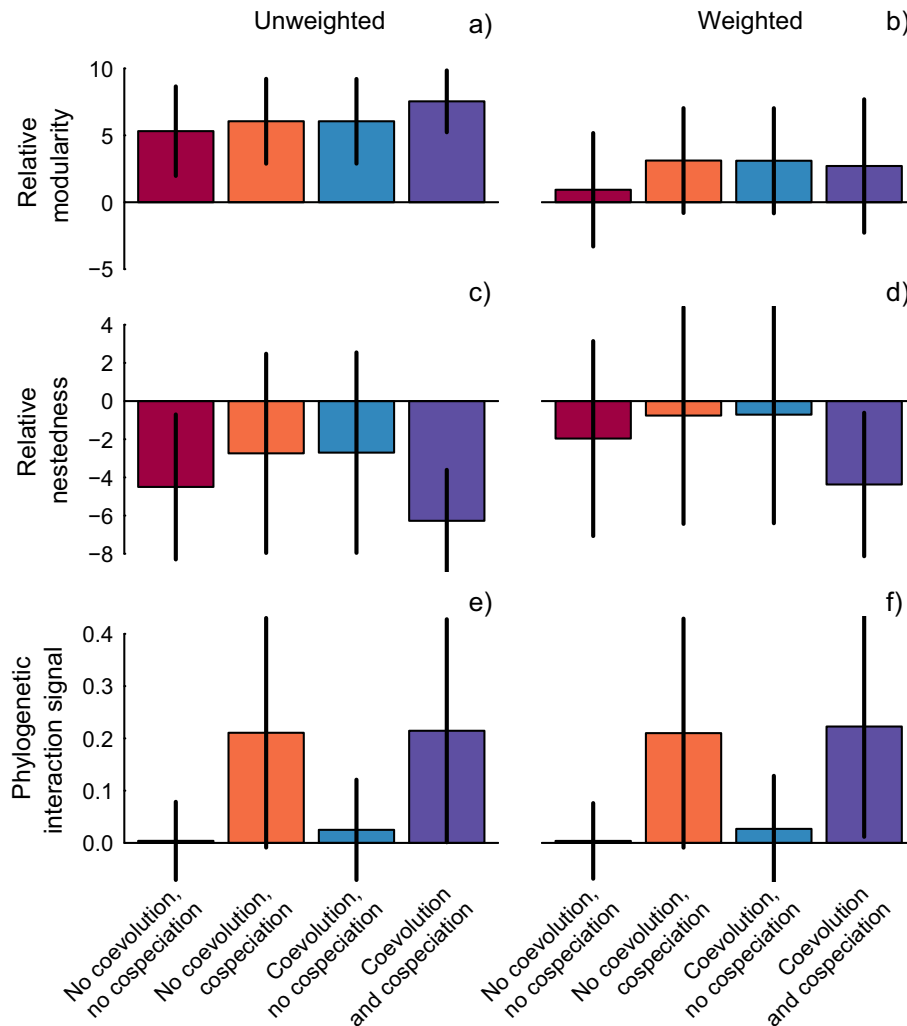 Unweighted
Weighted
a)
b)
Relative
modularity
10
5
0
−5
c)
d)
Relative
nestedness
4
2
0
−2
−4
−6
−8
e)
f)
Phylogenetic
interaction signal
0.4
0.3
0.2
0.1
0.0
No coevolution,
no cospeciation
No coevolution,
cospeciation
Coevolution,
no cospeciation
Coevolution
and cospeciation
No coevolution,
no cospeciation
No coevolution,
cospeciation
Coevolution,
no cospeciation
Coevolution
and cospeciation